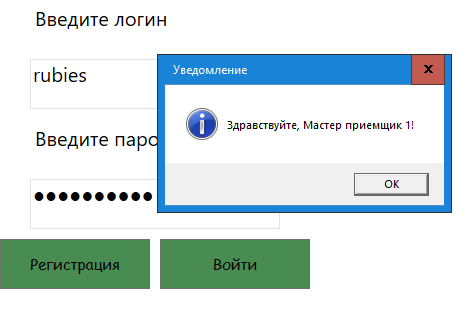 Введите логин
rubies
Уведомление
x
Здравствуйте, Мастер приемщик 1!
OK
Введите паро
Регистрация
Войти